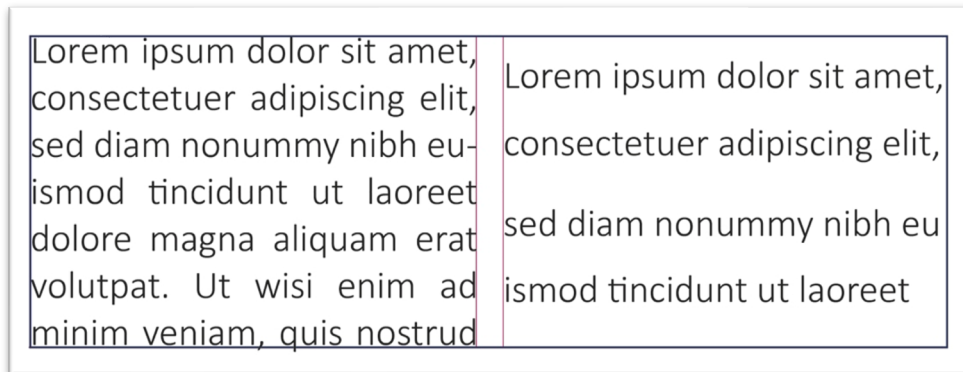 Lorem ipsum dolor sit amet,
consectetuer adipiscing elit,
sed diam nonummy nibh eu-
ismod tincidunt ut laoreet
dolore magna aliquam erat
volutpat. Ut wisi enim ad
minim veniam, quis nostrud
Lorem ipsum dolor sit amet,
consectetuer adipiscing elit,
sed diam nonummy nibh eu
ismod tincidunt ut laoreet